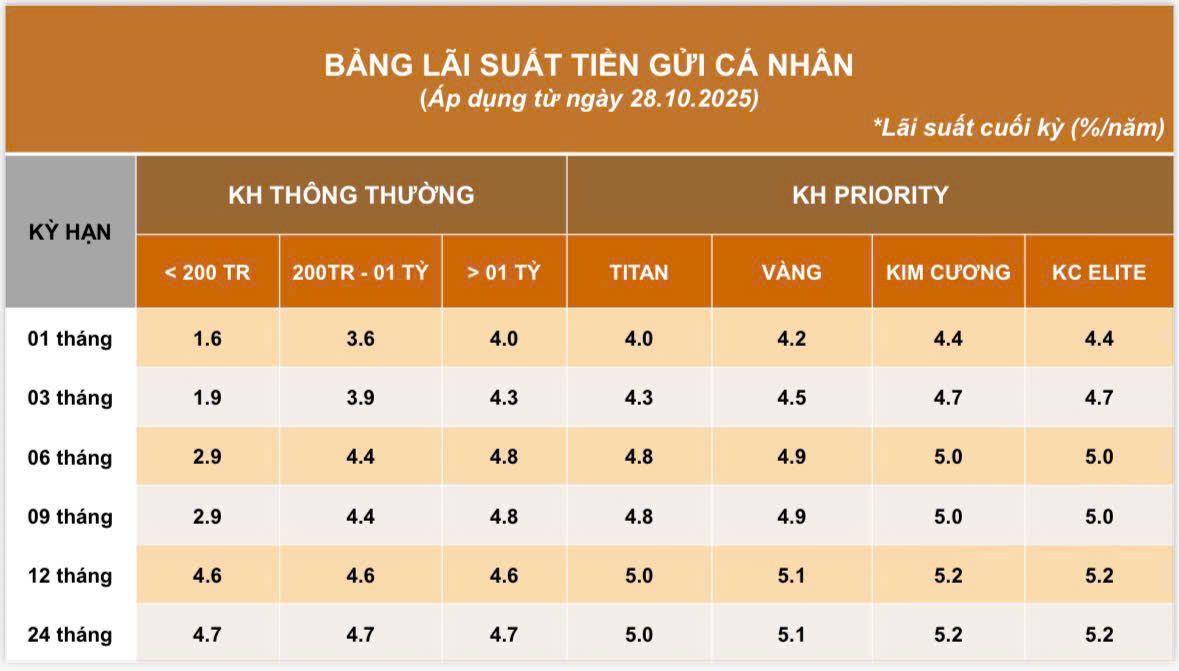 BẢNG LÃI SUẤT TIỀN GỬI CÁ NHÂN
(Áp dụng từ ngày 28.10.2025)
*Lãi suất cuối kỳ (%/năm)
KỲ HẠN KH THÔNG THƯỜNG KH PRIORITY
< 200 TR 200TR - 01 TỶ > 01 TỶ TITAN VÀNG KIM CƯƠNG KC ELITE
01 tháng 1.6 3.6 4.0 4.0 4.2 4.4 4.4
03 tháng 1.9 3.9 4.3 4.3 4.5 4.7 4.7
06 tháng 2.9 4.4 4.8 4.8 4.9 5.0 5.0
09 tháng 2.9 4.4 4.8 4.8 4.9 5.0 5.0
12 tháng 4.6 4.6 4.6 5.0 5.1 5.2 5.2
24 tháng 4.7 4.7 4.7 5.0 5.1 5.2 5.2